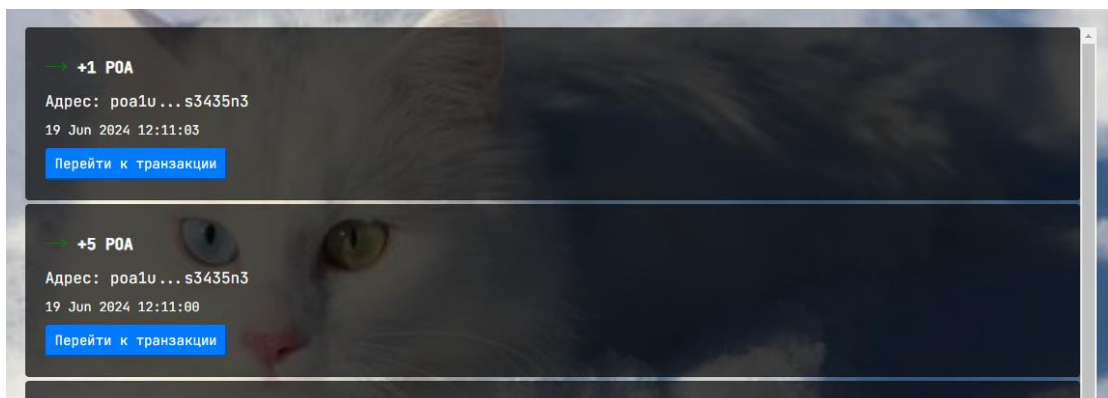 → +1 POA
Адрес: poa1u...s3435n3
19 Jun 2024 12:11:03
Перейти к транзакции
→ +5 POA
Адрес: poa1u...s3435n3
19 Jun 2024 12:11:00
Перейти к транзакции